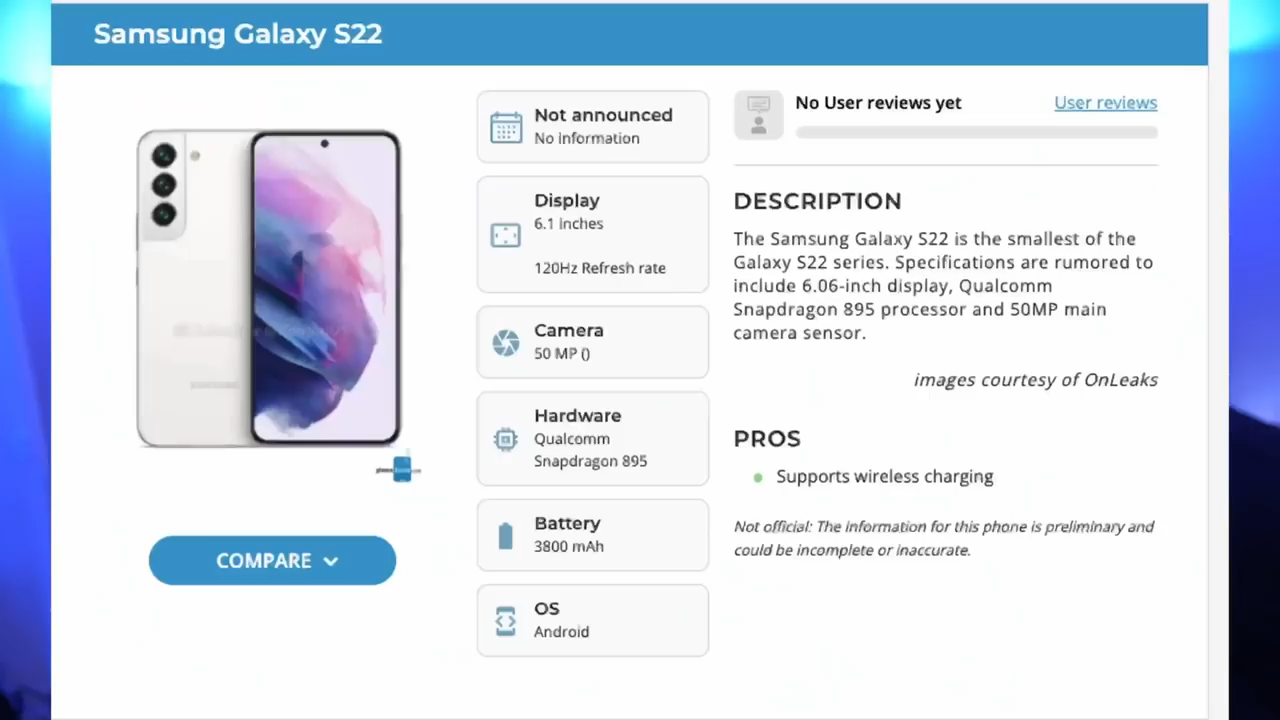 Samsung Galaxy S22
Not announced
No information
Display
6.1 inches
120Hz Refresh rate
Camera
50 MP ()
Hardware
Qualcomm
Snapdragon 895
Battery
3800 mAh
OS
Android
COMPARE
No User reviews yet
User reviews
DESCRIPTION
The Samsung Galaxy S22 is the smallest of the
Galaxy S22 series. Specifications are rumored to
include 6.06-inch display, Qualcomm
Snapdragon 895 processor and 50MP main
camera sensor.
images courtesy of OnLeaks
PROS
Supports wireless charging
Not official: The information for this phone is preliminary and
could be incomplete or inaccurate.